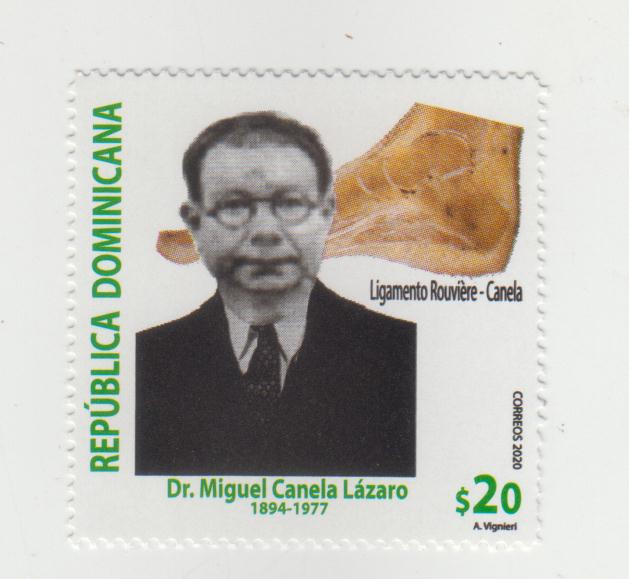 REPÚBLICA DOMINICANA
Ligamento Rouvière - Canela
CORREOS 2020
Dr. Miguel Canela Lázaro
1894-1977
$20
A. Vignieri